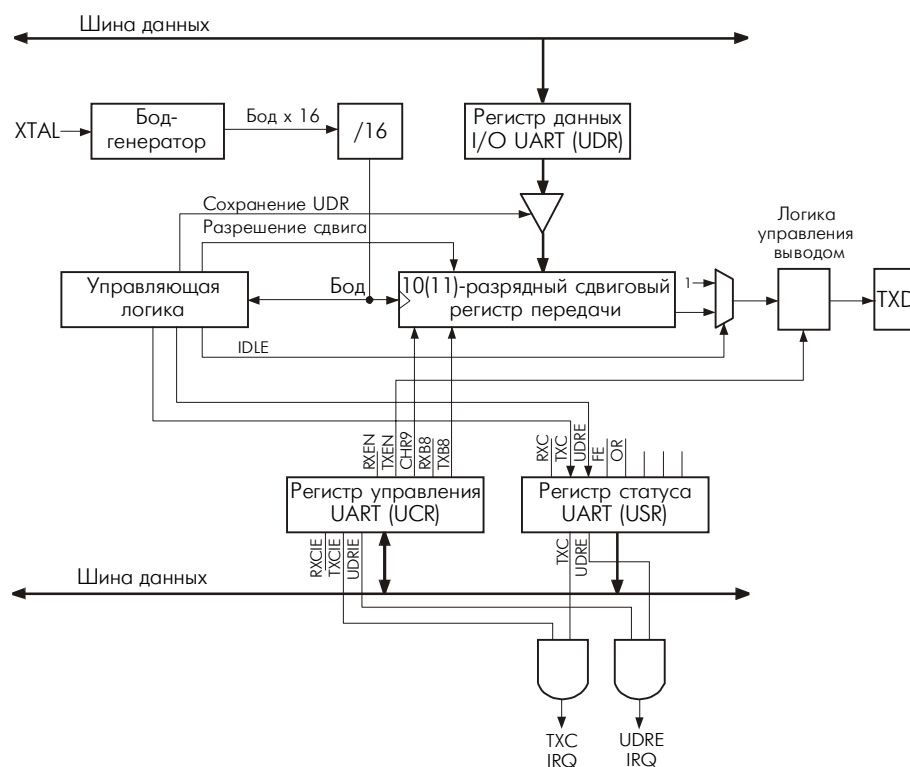 Шина данных
XTAL
Бод-
генератор
Бод x 16
/16
Регистр данных
I/O UART (UDR)
Сохранение UDR
Разрешение сдвига
Логика
управления
выводом
Управляющая
логика
Бод
10(11)-разрядный сдвиговый
регистр передачи
1
TXD
IDLE
RXEN
TXEN
CHR9
RXB8
TXB8
RXC
TXC
UDRE
FE
OR
Регистр управления
UART (UCR)
Регистр статуса
UART (USR)
RXCIE
TXCIE
UDRIE
TXC
UDRE
Шина данных
TXC
IRQ
UDRE
IRQ